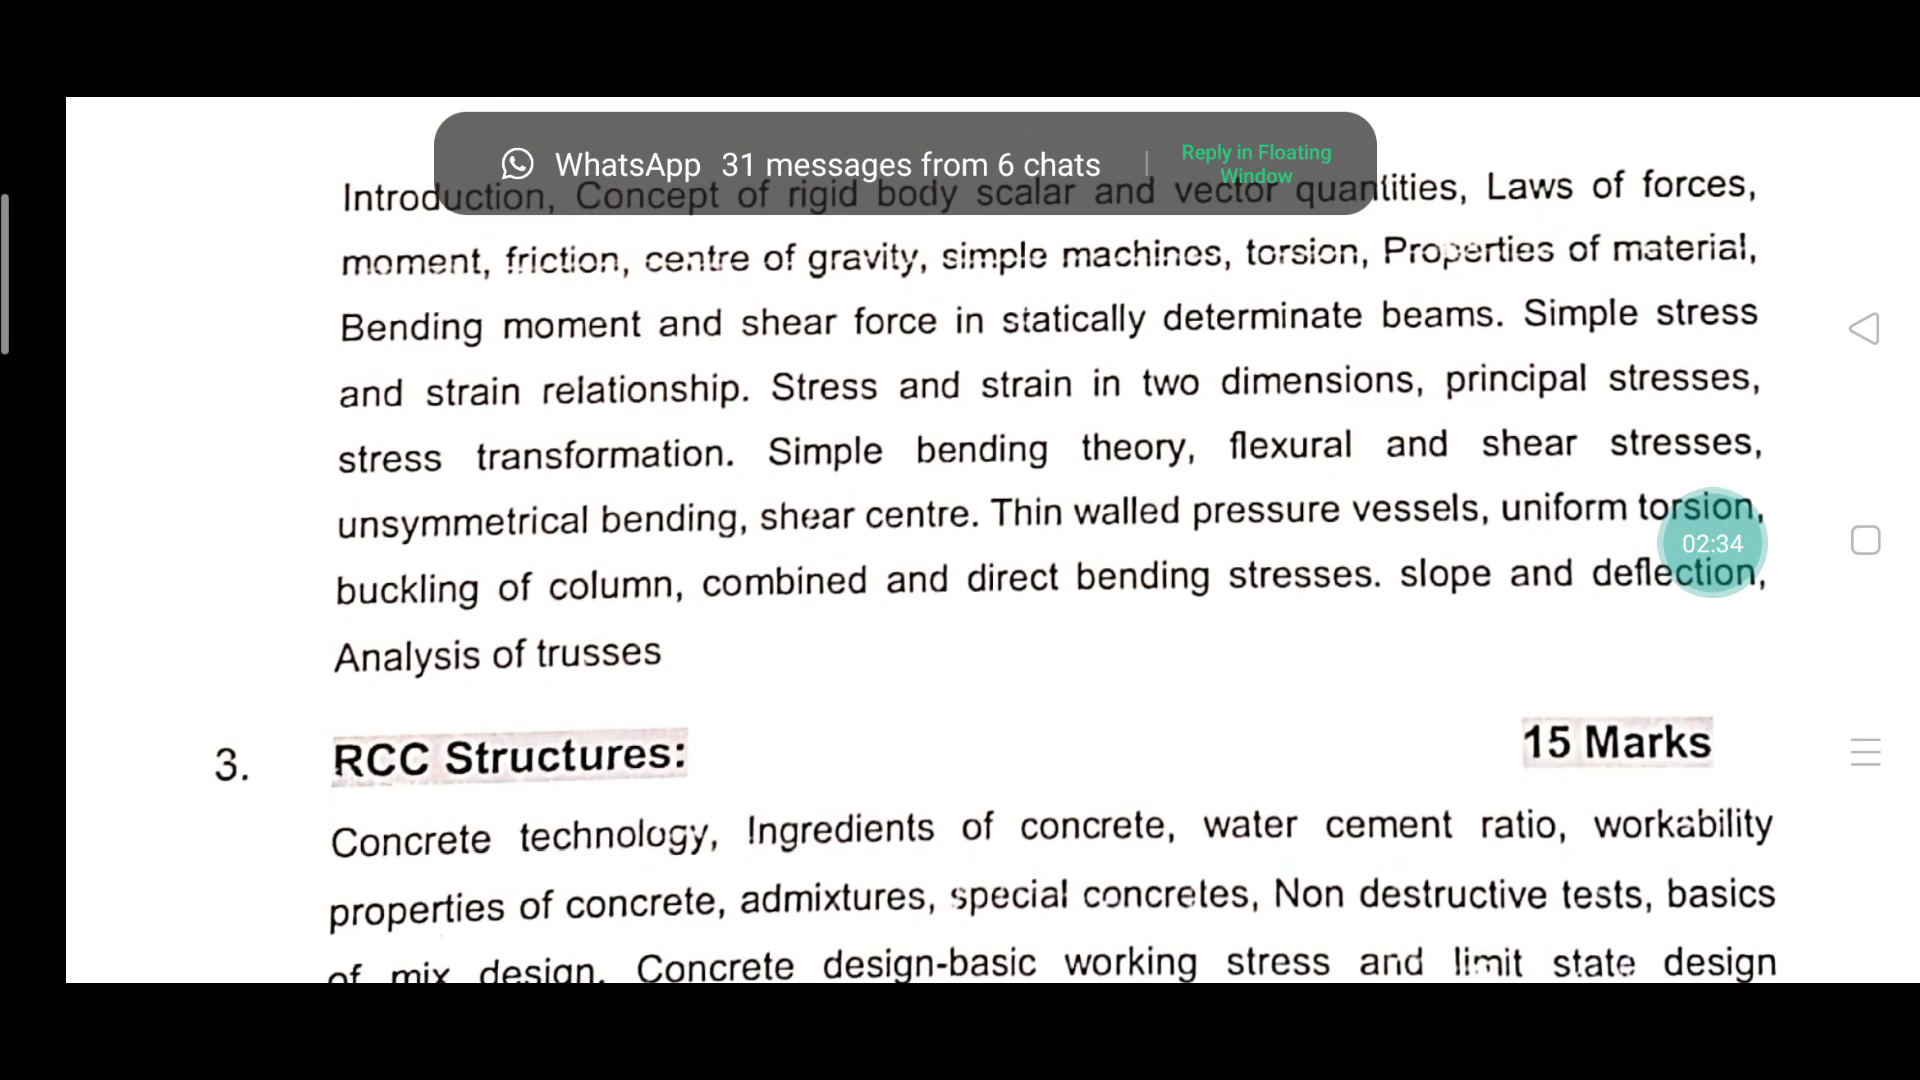 WhatsApp 31 messages from 6 chats
Reply in Floating
Window
Introduction, Concept of rigid body scalar and vector quantities, Laws of forces,
moment, friction, centre of gravity, simple machines, torsion, Properties of material,
Bending moment and shear force in statically determinate beams. Simple stress
and strain relationship. Stress and strain in two dimensions, principal stresses,
stress transformation. Simple bending theory, flexural and shear stresses,
unsymmetrical bending, shear centre. Thin walled pressure vessels, uniform torsion,
02:34
buckling of column, combined and direct bending stresses. slope and deflection,
Analysis of trusses
3. RCC Structures: 15 Marks
Concrete technology, Ingredients of concrete, water cement ratio, workability
properties of concrete, admixtures, special concretes, Non destructive tests, basics
of mix design. Concrete design-basic working stress and limit state design